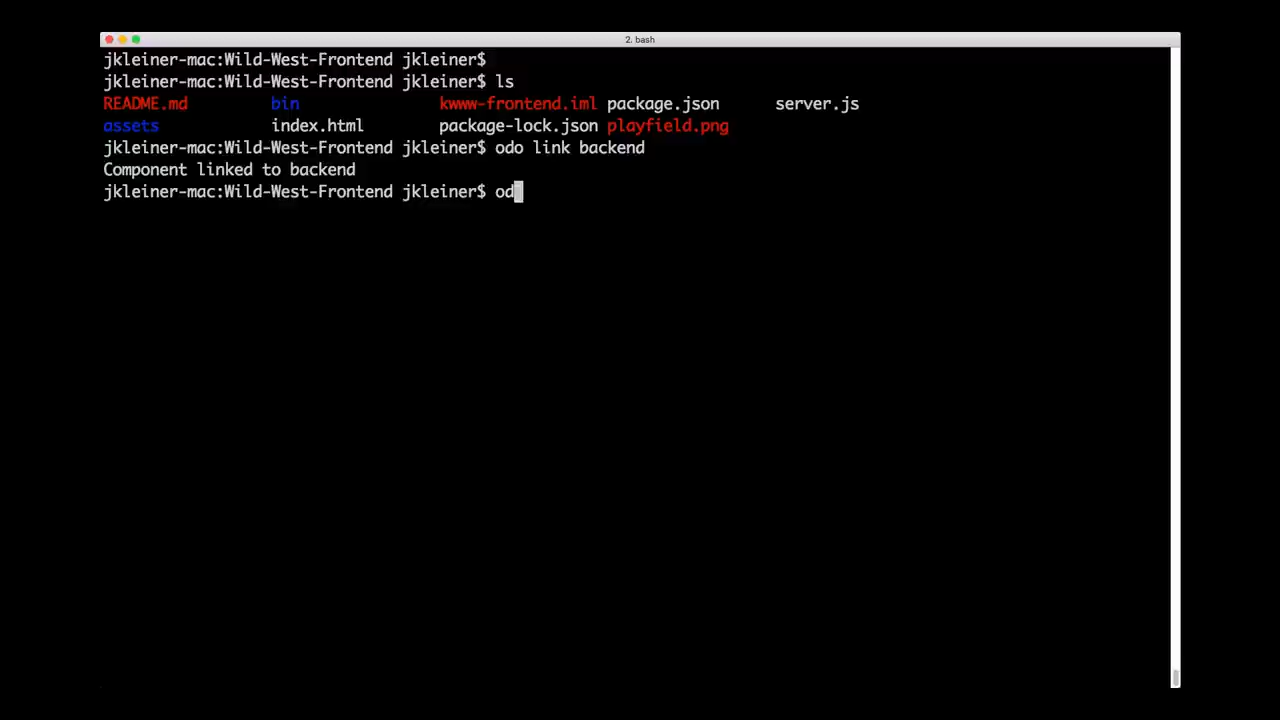 2. bash
jkleiner-mac:Wild-West-Frontend jkleiner$
jkleiner-mac:Wild-West-Frontend jkleiner$ ls
README.md bin kwww-frontend.iml package.json server.js
assets index.html package-lock.json playfield.png
jkleiner-mac:Wild-West-Frontend jkleiner$ odo link backend
Component linked to backend
jkleiner-mac:Wild-West-Frontend jkleiner$ od